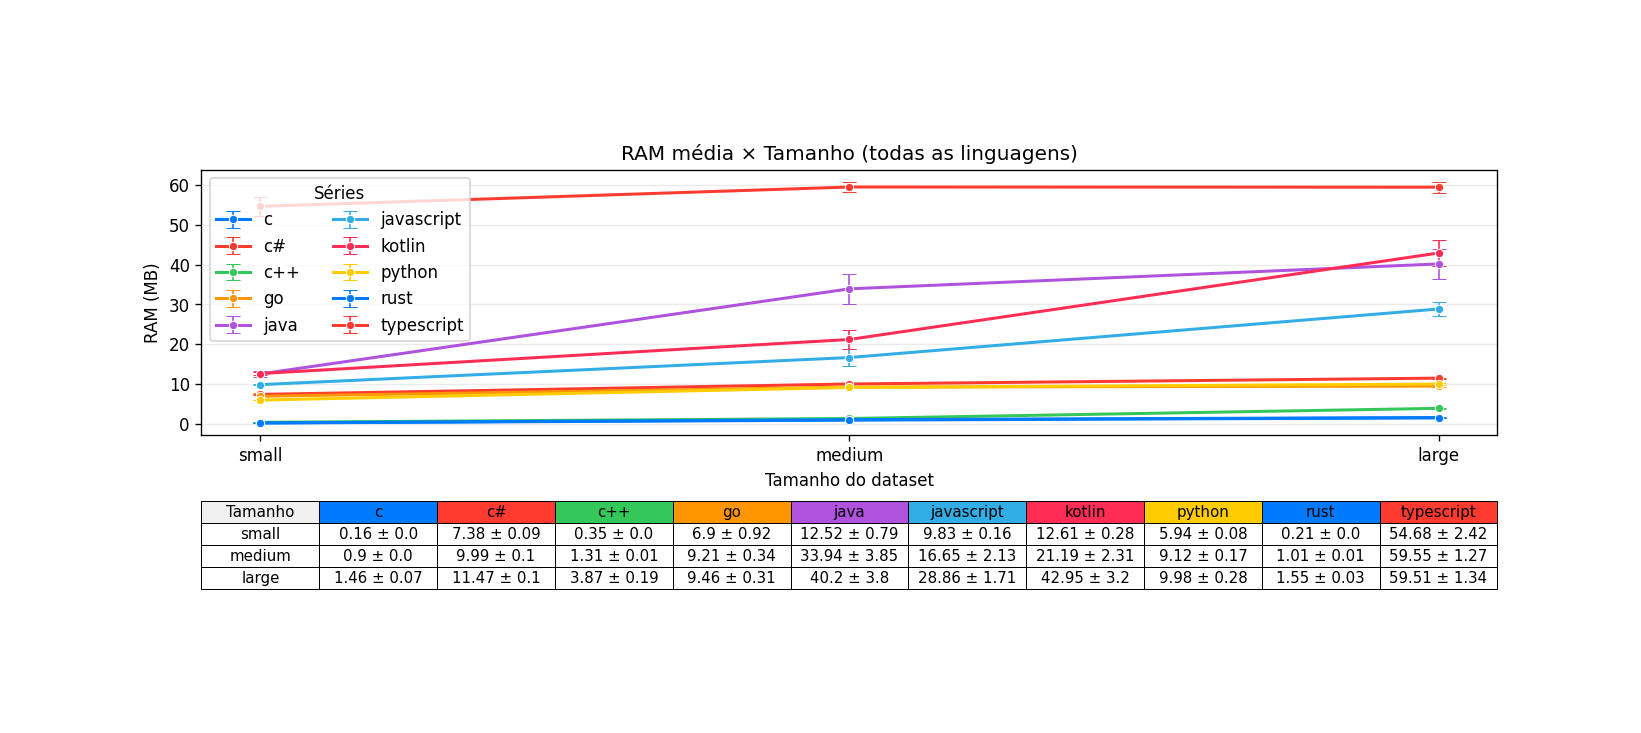 RAM média × Tamanho (todas as linguagens)
RAM (MB)
60
50
40
30
20
10
0
Séries
c javascript
c# kotlin
c++ python
go rust
java typescript
small medium large
Tamanho do dataset
Tamanho c c# c++ go java javascript kotlin python rust typescript
small 0.16 ± 0.0 7.38 ± 0.09 0.35 ± 0.0 6.9 ± 0.92 12.52 ± 0.79 9.83 ± 0.16 12.61 ± 0.28 5.94 ± 0.08 0.21 ± 0.0 54.68 ± 2.42
medium 0.9 ± 0.0 9.99 ± 0.1 1.31 ± 0.01 9.21 ± 0.34 33.94 ± 3.85 16.65 ± 2.13 21.19 ± 2.31 9.12 ± 0.17 1.01 ± 0.01 59.55 ± 1.27
large 1.46 ± 0.07 11.47 ± 0.1 3.87 ± 0.19 9.46 ± 0.31 40.2 ± 3.8 28.86 ± 1.71 42.95 ± 3.2 9.98 ± 0.28 1.55 ± 0.03 59.51 ± 1.34